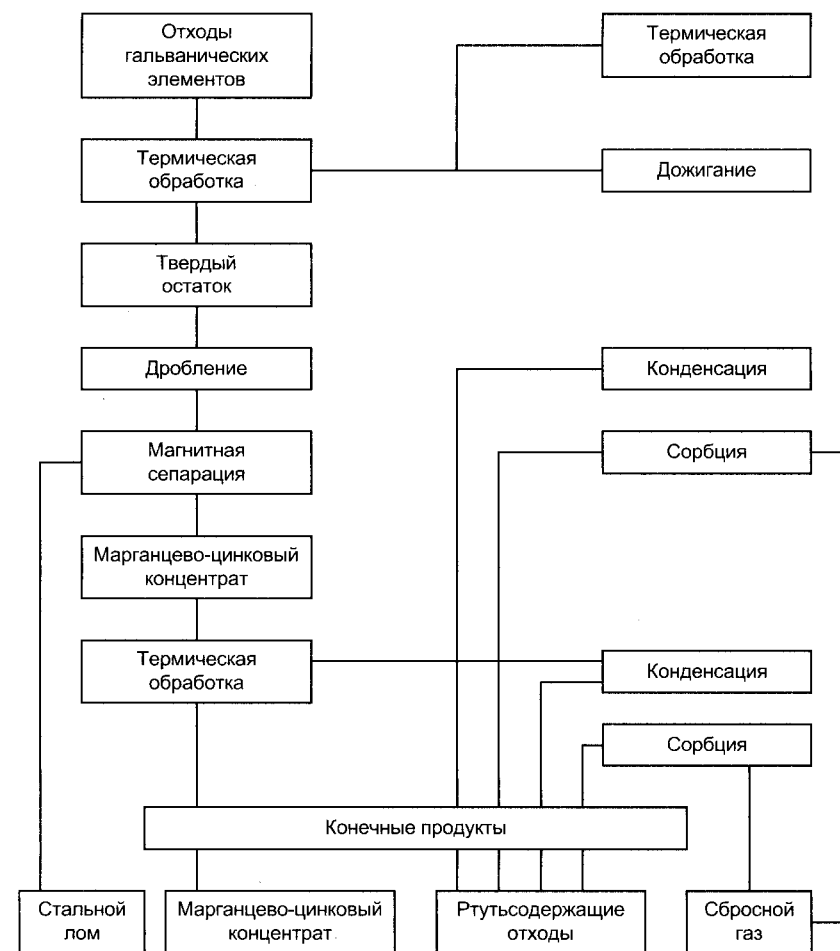 Отходы
гальванических
элементов
Термическая
обработка
Термическая
обработка
Дожигание
Твердый
остаток
Дробление
Конденсация
Магнитная
сепарация
Сорбция
Марганцево-цинковый
концентрат
Термическая
обработка
Конденсация
Сорбция
Конечные продукты
Стальной
лом
Марганцево-цинковый
концентрат
Ртутьсодержащие
отходы
Сбросной
газ